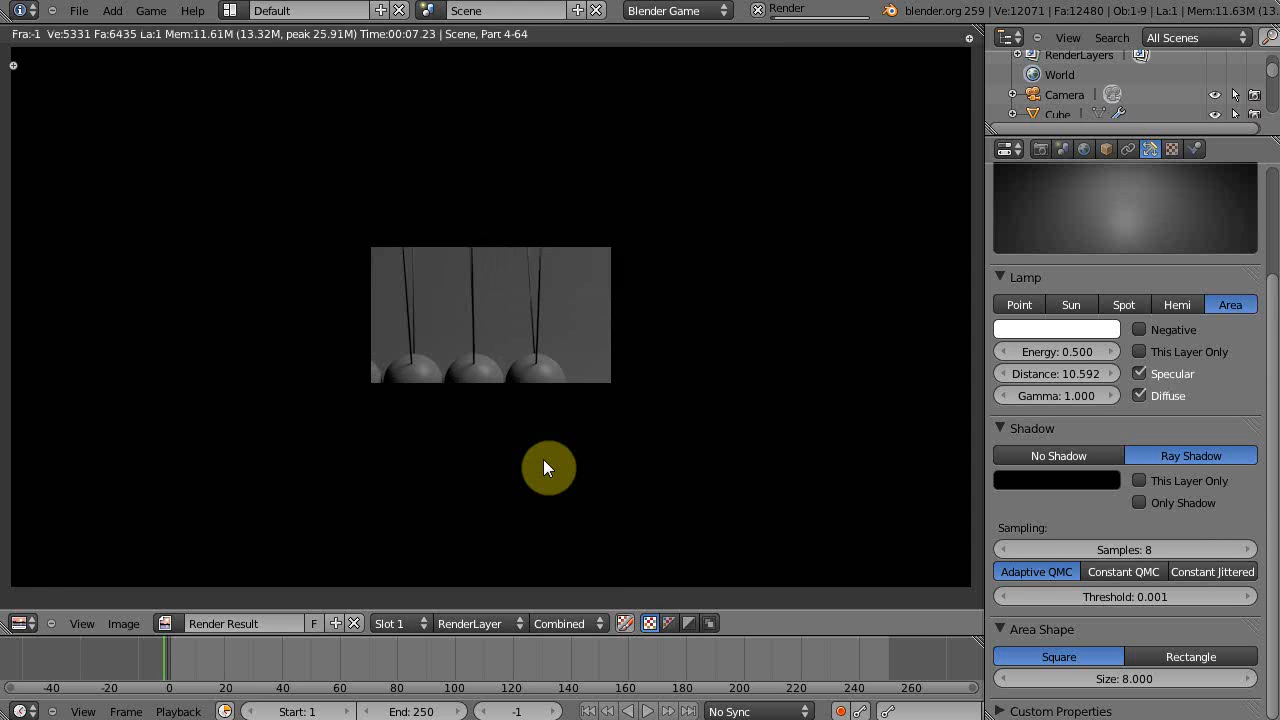 File Add Game Help Default Scene Blender Game Render blender.org 259 | Ve:12071 | Fa:12480 | Ob:1-9 | La:1 | Mem:11.63M (13
Fra:-1 Ve:5331 Fa:6435 La:1 Mem:11.61M (13.32M, peak 25.91M) Time:00:07.23 | Scene, Part 4-64
View Search All Scenes
RenderLayers
World
Camera
Cube
Lamp
Point Sun Spot Hemi Area
Negative
Energy: 0.500 This Layer Only
Distance: 10.592 Specular
Gamma: 1.000 Diffuse
Shadow
No Shadow Ray Shadow
This Layer Only
Only Shadow
Sampling:
Samples: 8
Adaptive QMC Constant QMC Constant Jittered
Threshold: 0.001
Area Shape
Square Rectangle
Size: 8.000
Custom Properties
View Image Render Result F Slot 1 RenderLayer Combined
-40 -20 0 20 40 60 80 100 120 140 160 180 200 220 240 260
View Frame Playback Start: 1 End: 250 -1 No Sync